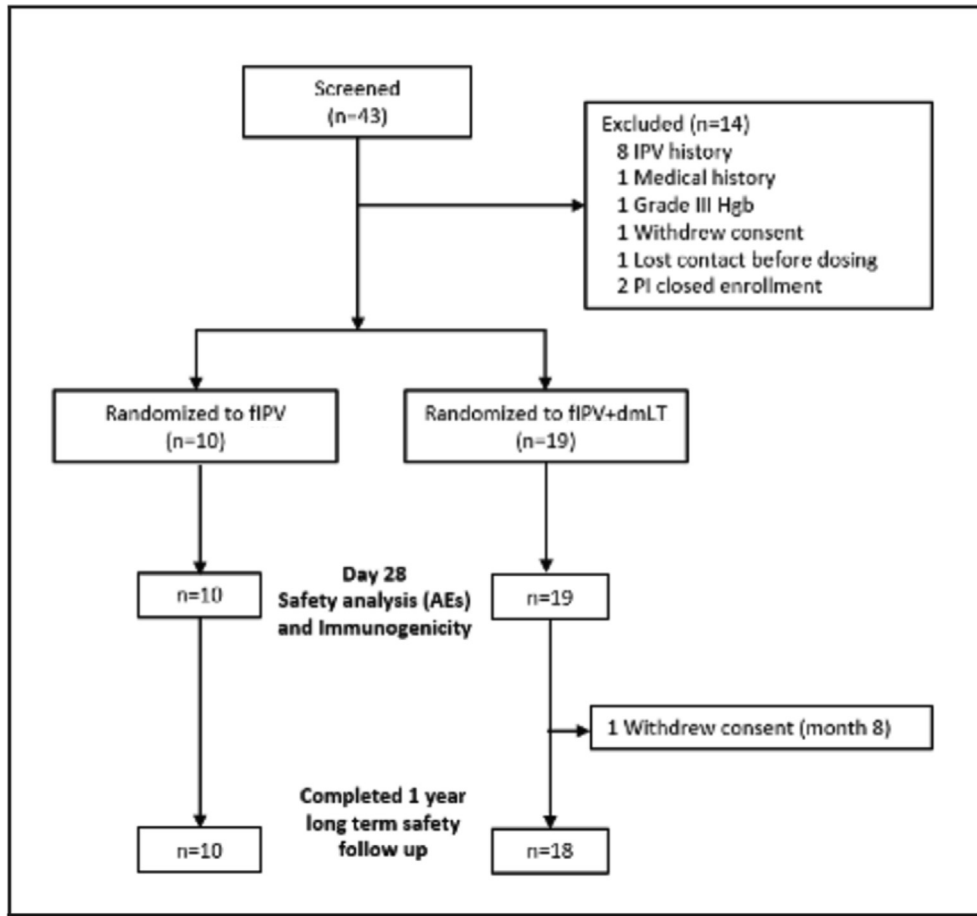 Screened
(n=43)
Excluded (n=14)
8 IPV history
1 Medical history
1 Grade III Hgb
1 Withdrew consent
1 Lost contact before dosing
2 PI closed enrollment
Randomized to fIPV
(n=10)
Randomized to fIPV+dmLT
(n=19)
n=10
Day 28
Safety analysis (AEs)
and Immunogenicity
n=19
1 Withdrew consent (month 8)
Completed 1 year
long term safety
follow up
n=10
n=18